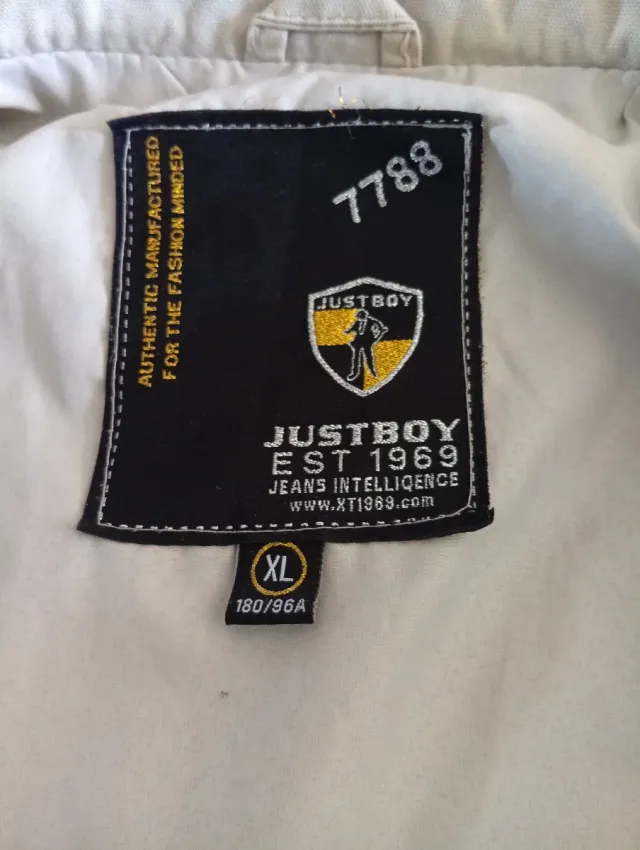 AUTHENTIC MANUFACTURED
FOR THE FASHION MINDED
7788
JUSTBOY
JUSTBOY
EST 1969
JEANS INTELLIQENCE
www.XT1969.com
XL
180/96A